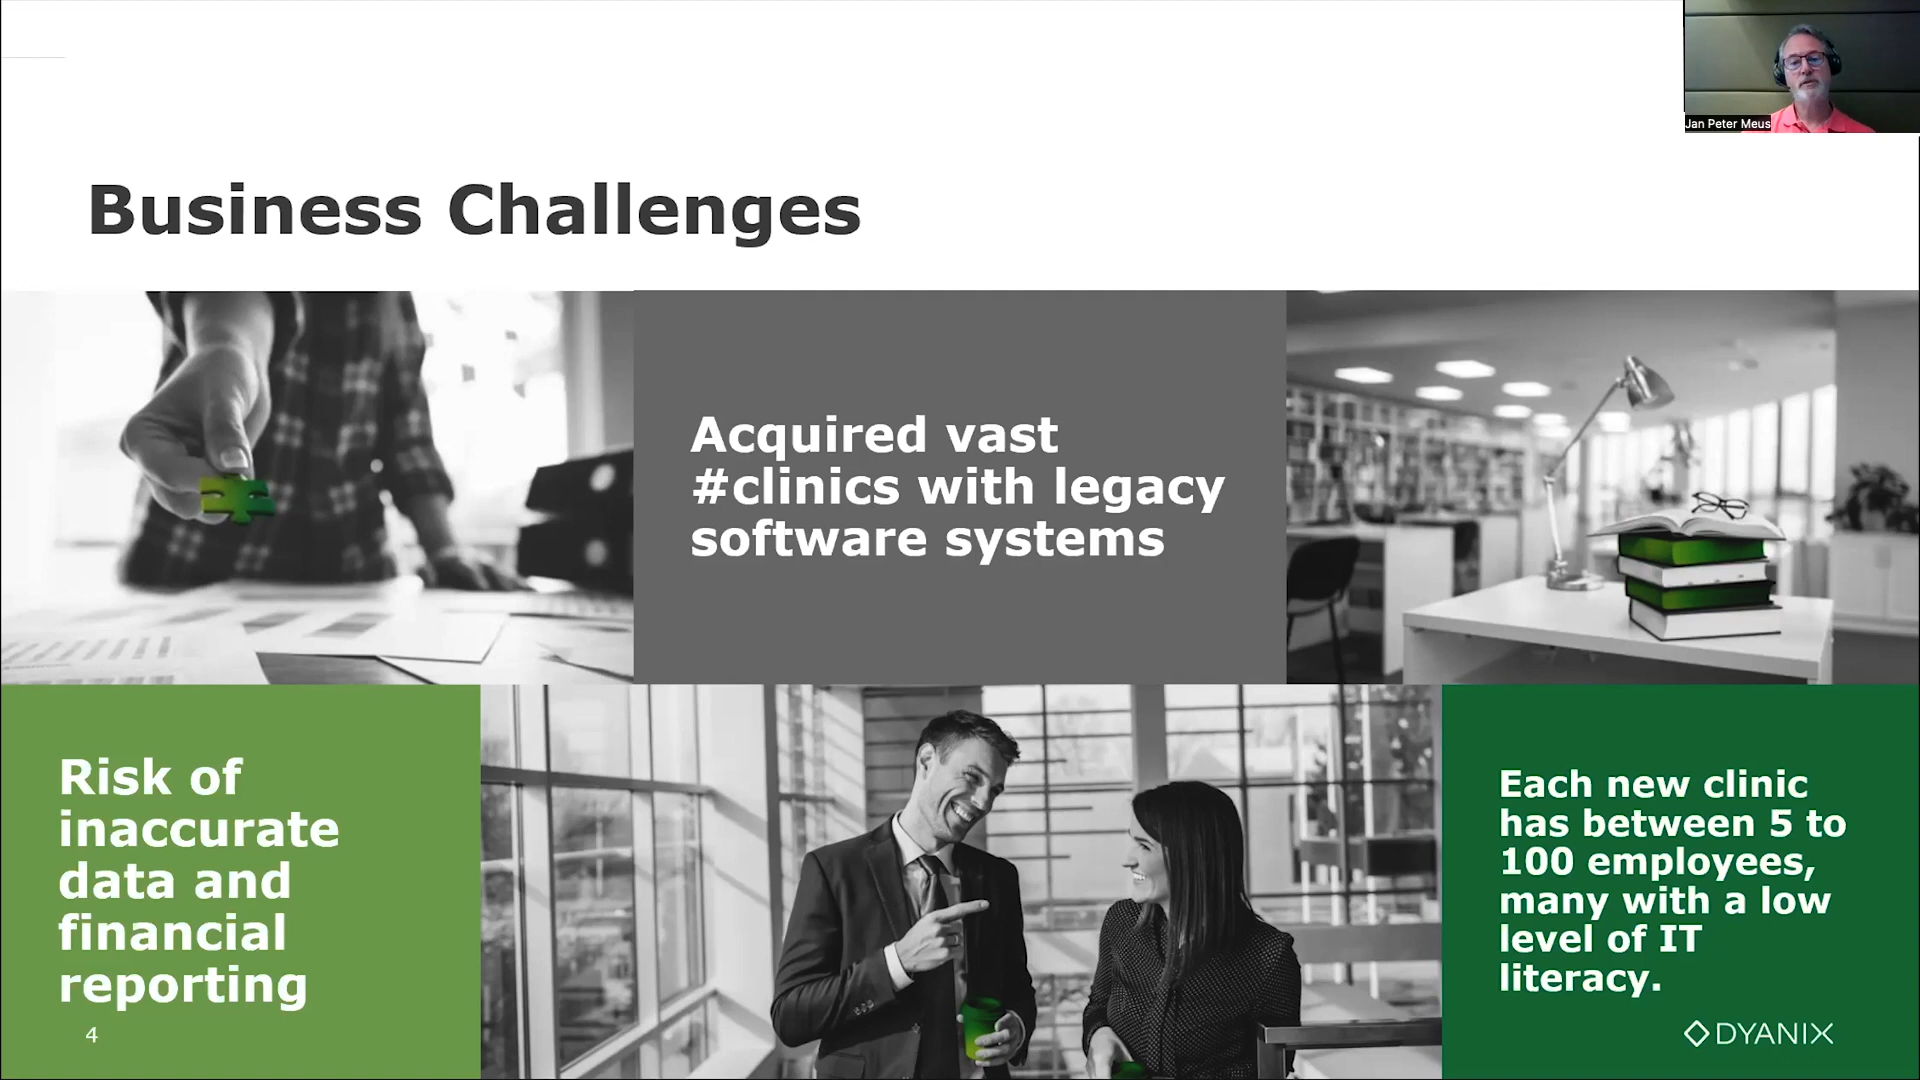 Jan Peter Meus
Business Challenges
Acquired vast
#clinics with legacy
software systems
Risk of
inaccurate
data and
financial
reporting
Each new clinic
has between 5 to
100 employees,
many with a low
level of IT
literacy.
4
DYANIX